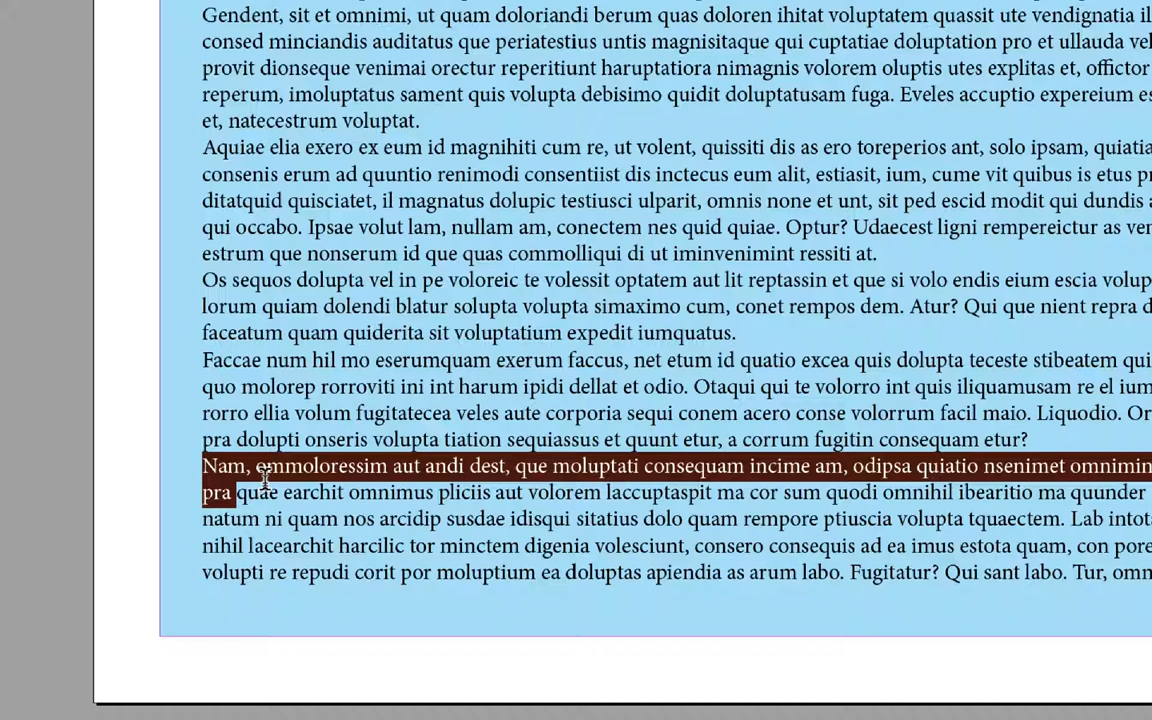 Gendent, sit et omnimi, ut quam doloriandi berum quas doloren ihitat voluptatem quassit ute vendignatia il
consed minciandis auditatus que periatestius untis magnisitaque qui cuptatiae doluptation pro et ullauda vel
provit dionseque venimai orectur reperitiunt haruptatiora nimagnis volorem oluptis utes explitas et, offictor
reperum, imoluptatus sament quis volupta debisimo quidit doluptatusam fuga. Eveles accuptio expereium es
et, natecestrum voluptat.
Aquiae elia exero ex eum id magnihiti cum re, ut volent, quissiti dis as ero toreperios ant, solo ipsam, quiatia
consenis erum ad quuntio renimodi consentiist dis inctecus eum alit, estiasit, ium, cume vit quibus is etus pr
ditatquid quisciatet, il magnatus dolupic testiusci ulparit, omnis none et unt, sit ped escid modit qui dundis a
qui occabo. Ipsae volut lam, nullam am, conectem nes quid quiae. Optur? Udaecest ligni rempereictur as ver
estrum que nonserum id que quas commolliqui di ut iminvenimint ressiti at.
Os sequos dolupta vel in pe voloreic te volessit optatem aut lit reptassin et que si volo endis eium escia volup
lorum quiam dolendi blatur solupta volupta simaximo cum, conet rempos dem. Atur? Qui que nient repra d
faceatum quam quiderita sit voluptatium expedit iumquatus.
Faccae num hil mo eserumquam exerum faccus, net etum id quatio excea quis dolupta teceste stibeatem qui
quo molorep rorroviti ini int harum ipidi dellat et odio. Otaqui qui te volorro int quis iliquamusam re el ium
rorro ellia volum fugitatecea veles aute corporia sequi conem acero conse volorrum facil maio. Liquodio. Or
pra dolupti onseris volupta tiation sequiassus et quunt etur, a corrum fugitin consequam etur?
Nam, ommoloressim aut andi dest, que moluptati consequam incime am, odipsa quiatio nsenimet omnimin
pra quae earchit omnimus pliciis aut volorem laccuptaspit ma cor sum quodi omnihil ibearitio ma quunder
natum ni quam nos arcidip susdae idisqui sitatius dolo quam rempore ptiuscia volupta tquaectem. Lab intot
nihil lacearchit harcilic tor minctem digenia volesciunt, consero consequis ad ea imus estota quam, con pore
volupti re repudi corit por moluptium ea doluptas apiendia as arum labo. Fugitatur? Qui sant labo. Tur, omn